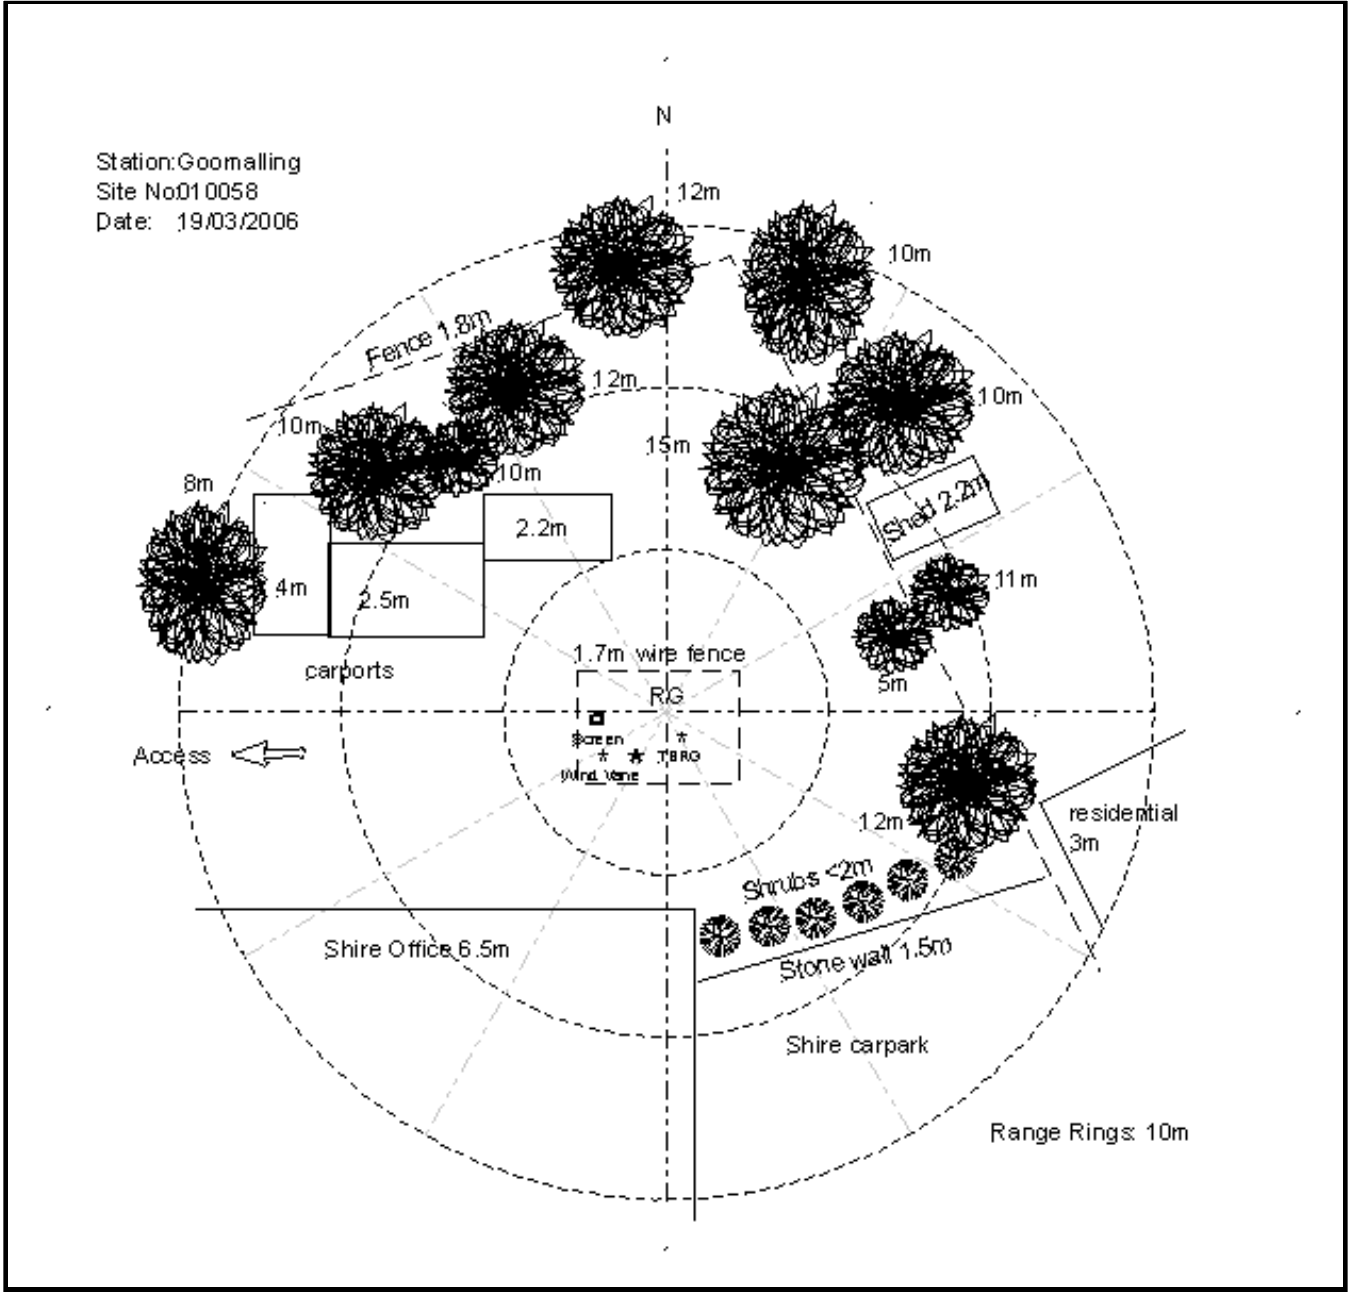 N
Station:Goomalling
Site No:010058
Date: 19/03/2006
12m
10m
Fence 1.8m
12m
10m
10m
15m
10m
8m
Shed 2.2m
2.2m
11m
4m
2.5m
carports
5m
1.7m wire fence
RG
Screen
TBRG
Wind Vane
Access
12m
residential
3m
Shrubs <2m
Shire Office 6.5m
Stone wall 1.5m
Shire carpark
Range Rings: 10m